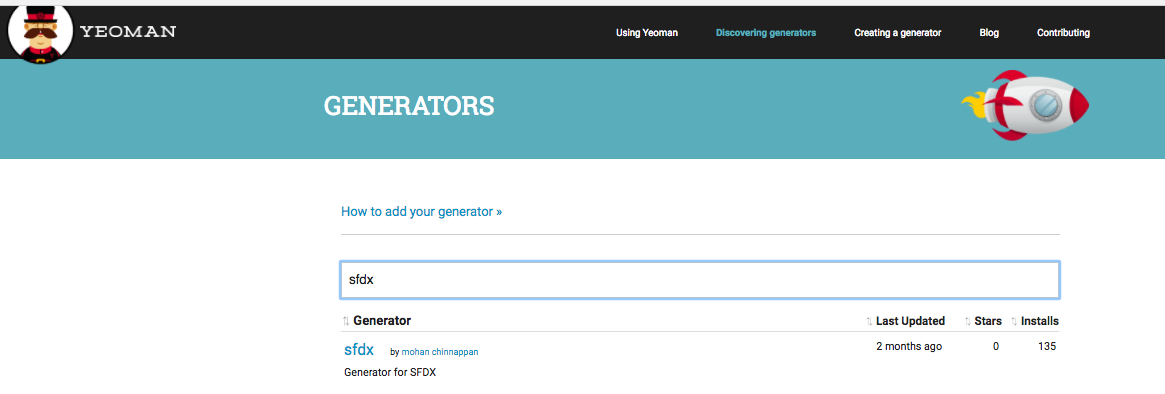 YEOMAN
Using Yeoman Discovering generators Creating a generator Blog Contributing
GENERATORS
How to add your generator »
sfdx
Generator Last Updated Stars Installs
sfdx by mohan chinnappan 2 months ago 0 135
Generator for SFDX